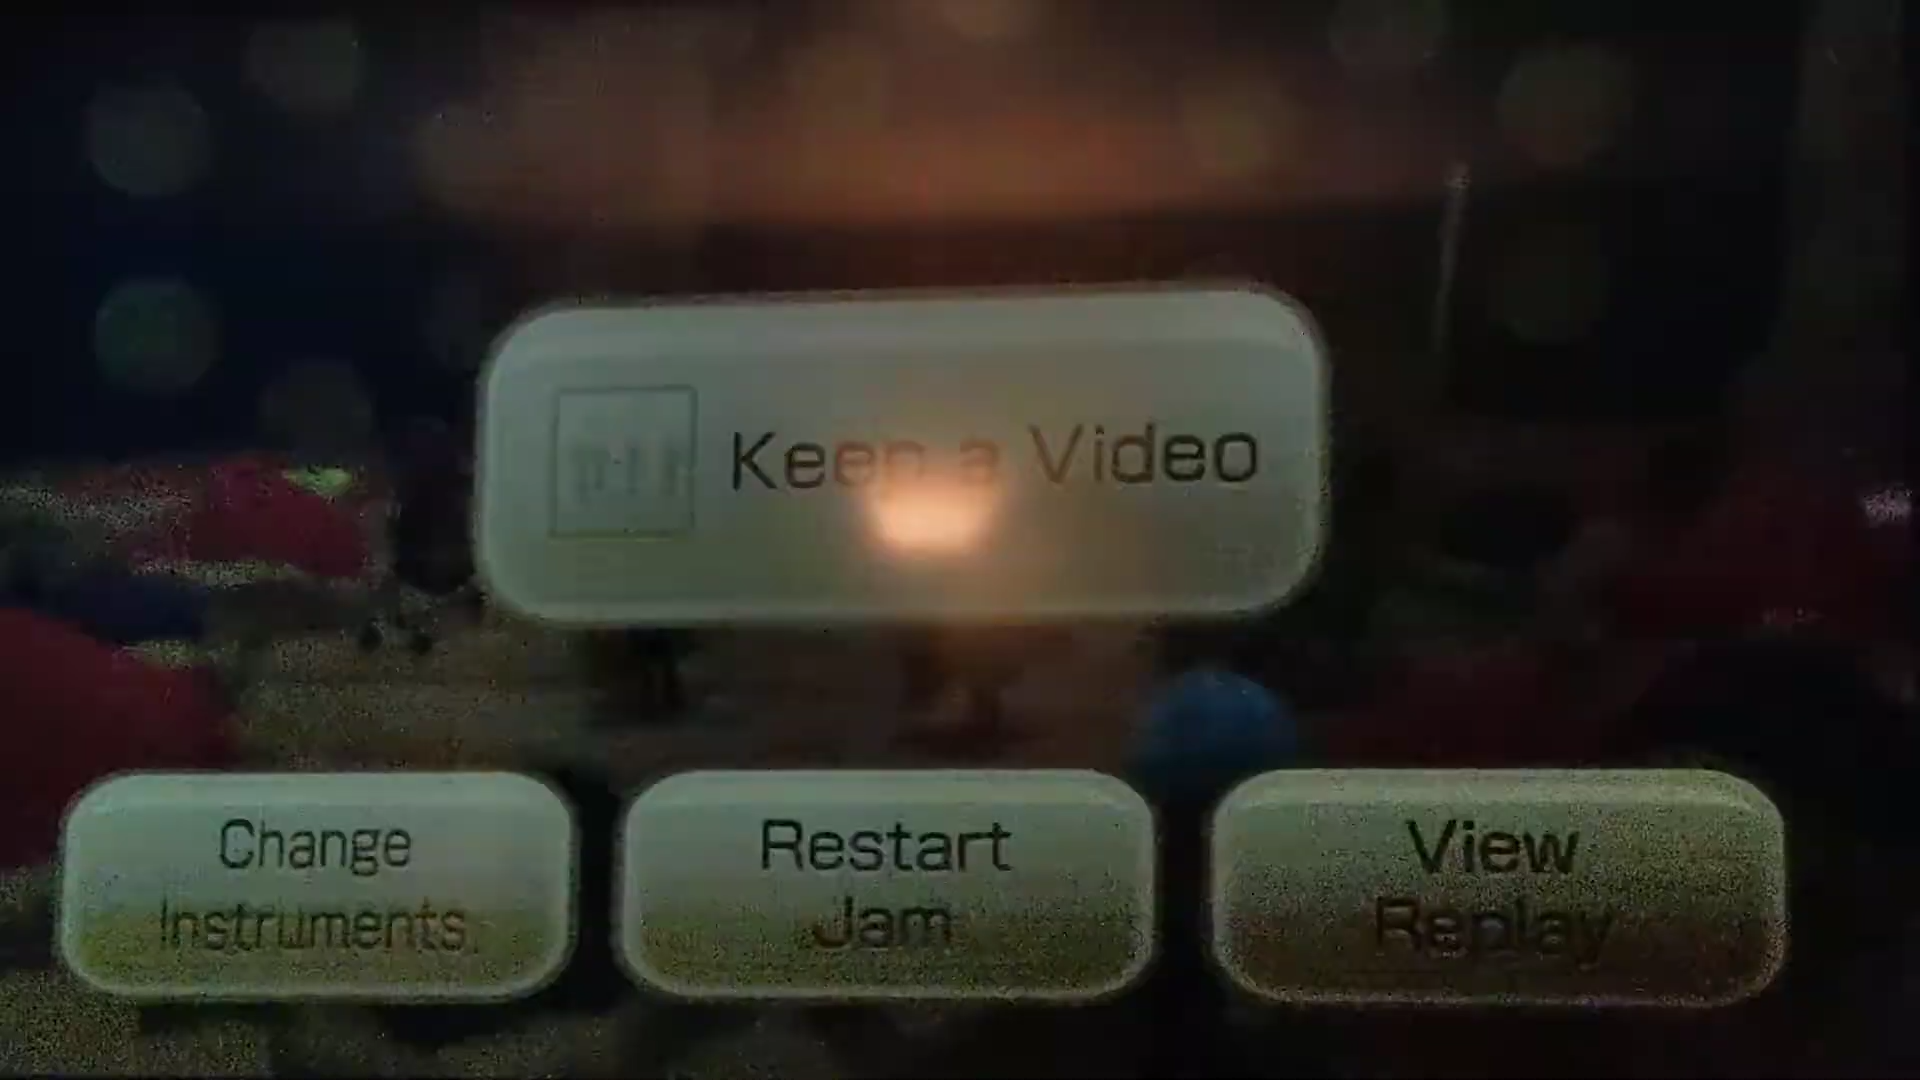 Keep a Video
Change
Instruments
Restart
Jam
View
Replay